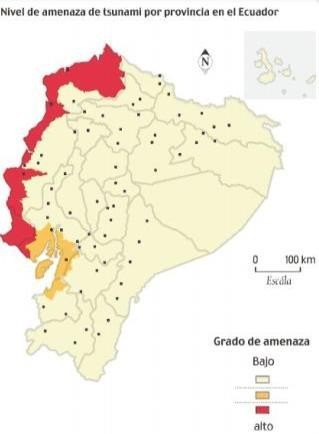 Nivel de amenaza de tsunami por provincia en el Ecuador
N
0 100 km
Escala
Grado de amenaza
Bajo
alto